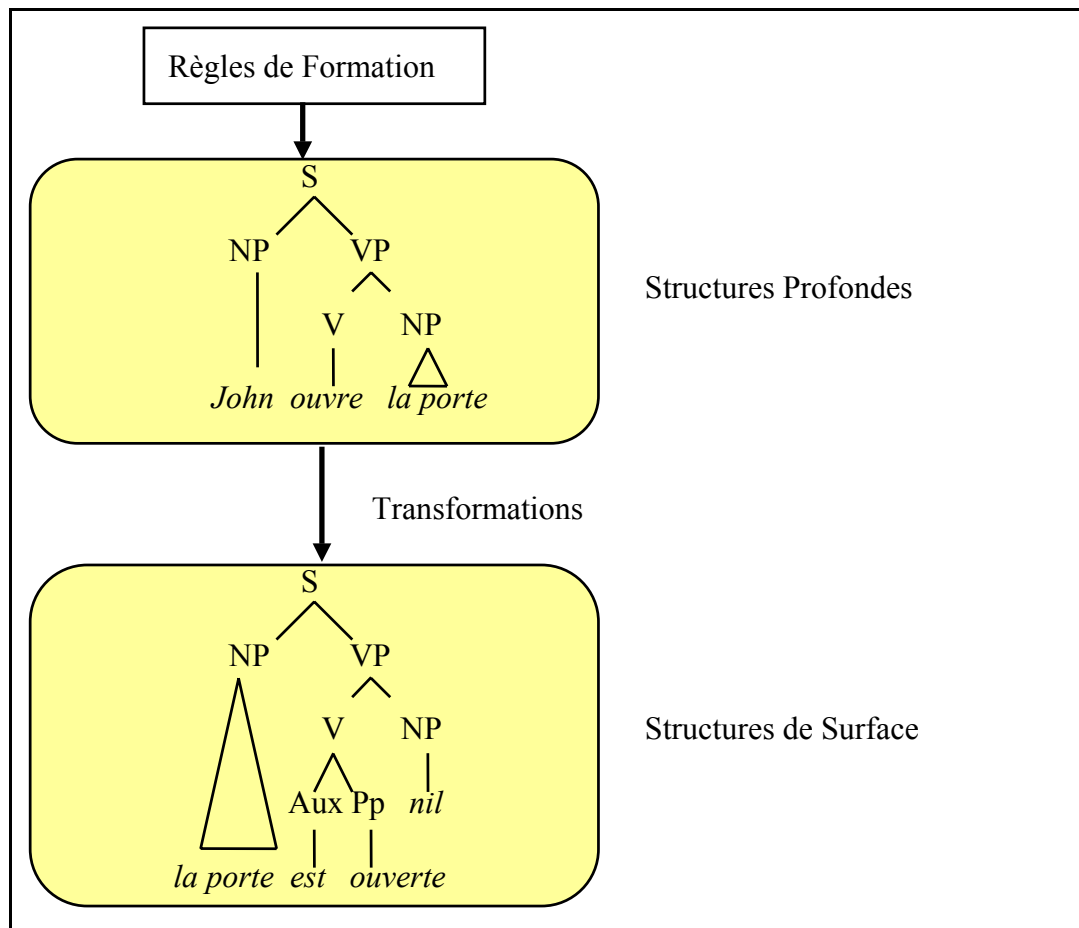 Règles de Formation
S
NP VP
Structures Profondes
V NP
John ouvre la porte
Transformations
S
NP VP
V NP
Structures de Surface
Aux Pp nil
la porte est ouverte